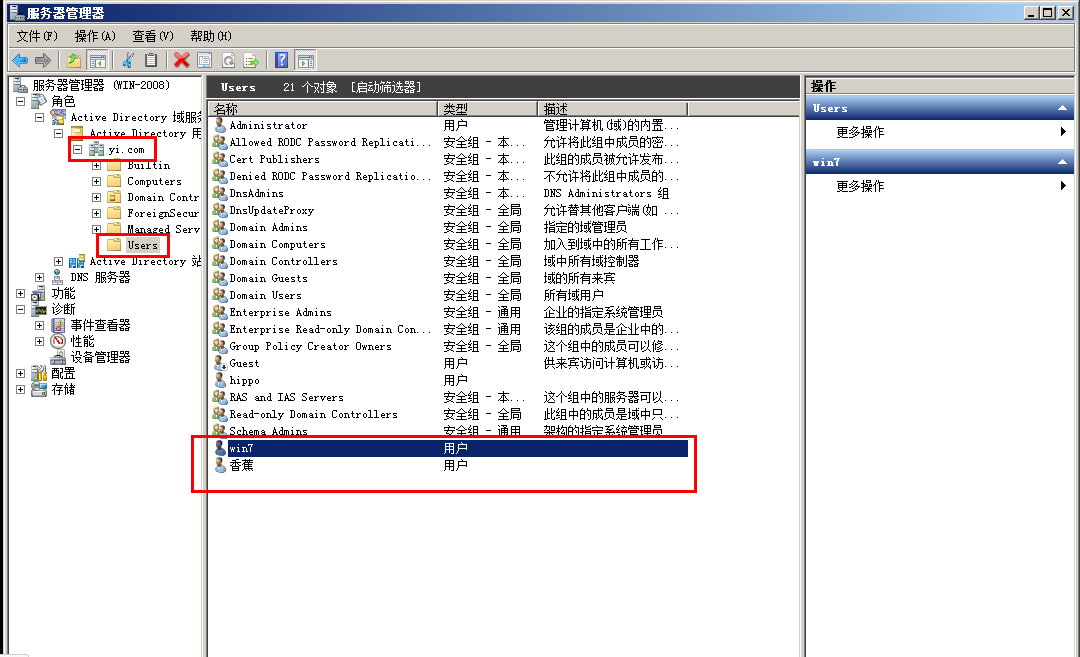 服务器管理器
文件(F) 操作(A) 查看(V) 帮助(H)
服务器管理器 (WIN-2008)
角色
Active Directory 域服务
Active Directory 用
yi.com
Builtin
Computers
Domain Contr
ForeignSecur
Managed Serv
Users
Active Directory 站
DNS 服务器
功能
诊断
事件查看器
性能
设备管理器
配置
存储
Users 21 个对象 [启动筛选器]
名称 类型 描述
Administrator 用户 管理计算机(域)的内置...
Allowed RODC Password Replicati... 安全组 - 本... 允许将此组中成员的密...
Cert Publishers 安全组 - 本... 此组的成员被允许发布...
Denied RODC Password Replicatio... 安全组 - 本... 不允许将此组中成员的...
DnsAdmins 安全组 - 本... DNS Administrators 组
DnsUpdateProxy 安全组 - 全局 允许替其他客户端(如 ...
Domain Admins 安全组 - 全局 指定的域管理员
Domain Computers 安全组 - 全局 加入到域中的所有工作...
Domain Controllers 安全组 - 全局 域中所有域控制器
Domain Guests 安全组 - 全局 域的所有来宾
Domain Users 安全组 - 全局 所有域用户
Enterprise Admins 安全组 - 通用 企业的指定系统管理员
Enterprise Read-only Domain Con... 安全组 - 通用 该组的成员是企业中的...
Group Policy Creator Owners 安全组 - 全局 这个组中的成员可以修...
Guest 用户 供来宾访问计算机或访...
hippo 用户
RAS and IAS Servers 安全组 - 本... 这个组中的服务器可以...
Read-only Domain Controllers 安全组 - 全局 此组中的成员是域中只...
Schema Admins 安全组 - 通用 架构的指定系统管理员
win7 用户
香蕉 用户
操作
Users
更多操作
win7
更多操作